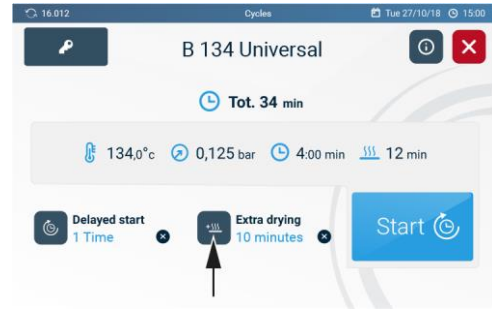 16.012 Cycles Tue 27/10/18 15:00
B 134 Universal
Tot. 34 min
134,0°c 0,125 bar 4:00 min 12 min
Delayed start Extra drying
1 Time 10 minutes
Start